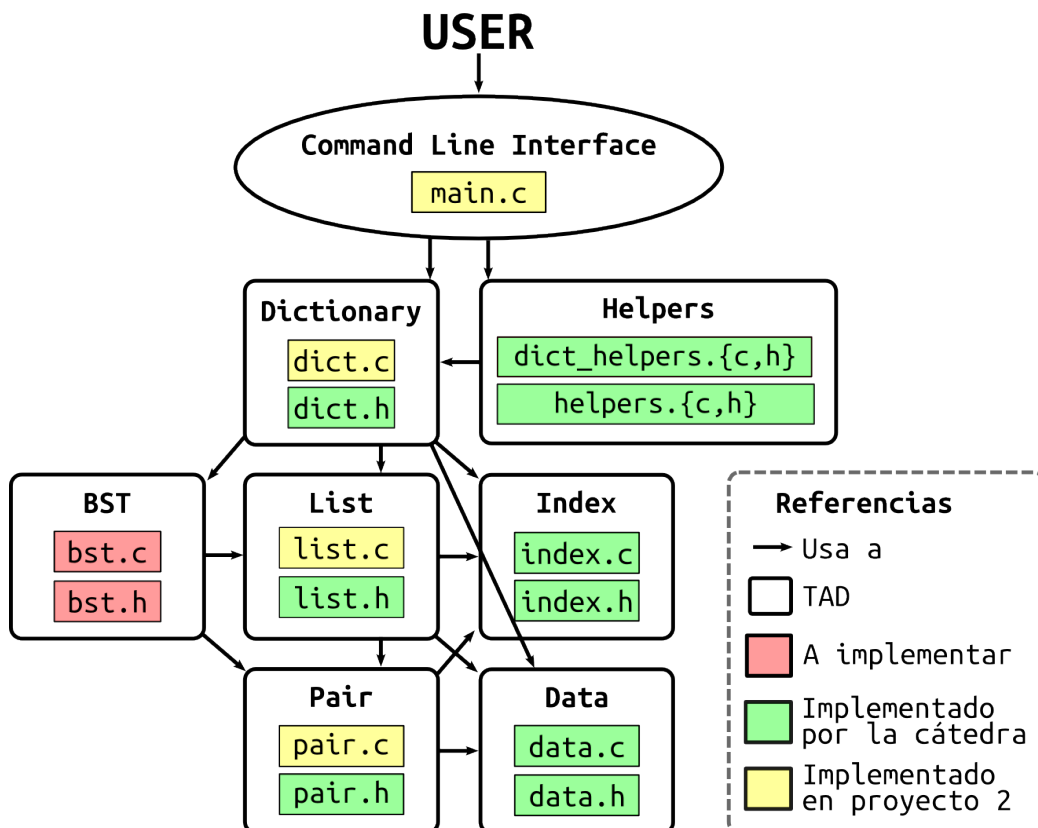 USER
Command Line Interface
main.c
Dictionary
dict.c
dict.h
Helpers
dict_helpers.{c,h}
helpers.{c,h}
BST
bst.c
bst.h
List
list.c
list.h
Index
index.c
index.h
Pair
pair.c
pair.h
Data
data.c
data.h
Referencias
Usa a
TAD
A implementar
Implementado
por la cátedra
Implementado
en proyecto 2